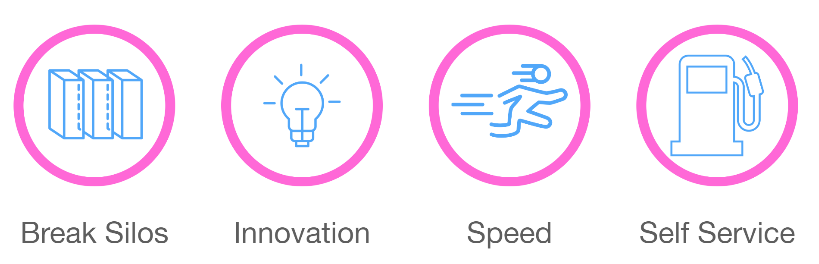 Break Silos
Innovation
Speed
Self Service